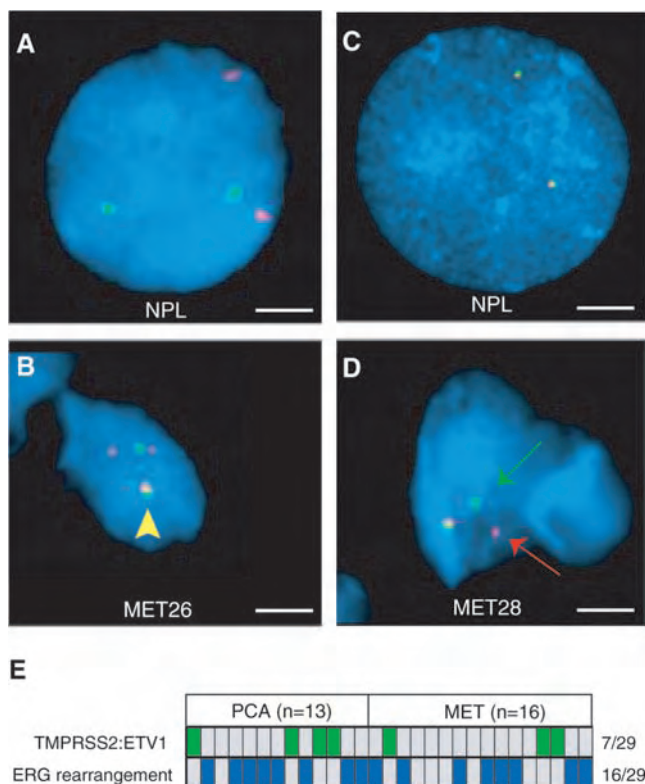 A
C
NPL
NPL
B
D
MET26
MET28
E
PCA (n=13) MET (n=16)
TMPRSS2:ETV1 7/29
ERG rearrangement 16/29